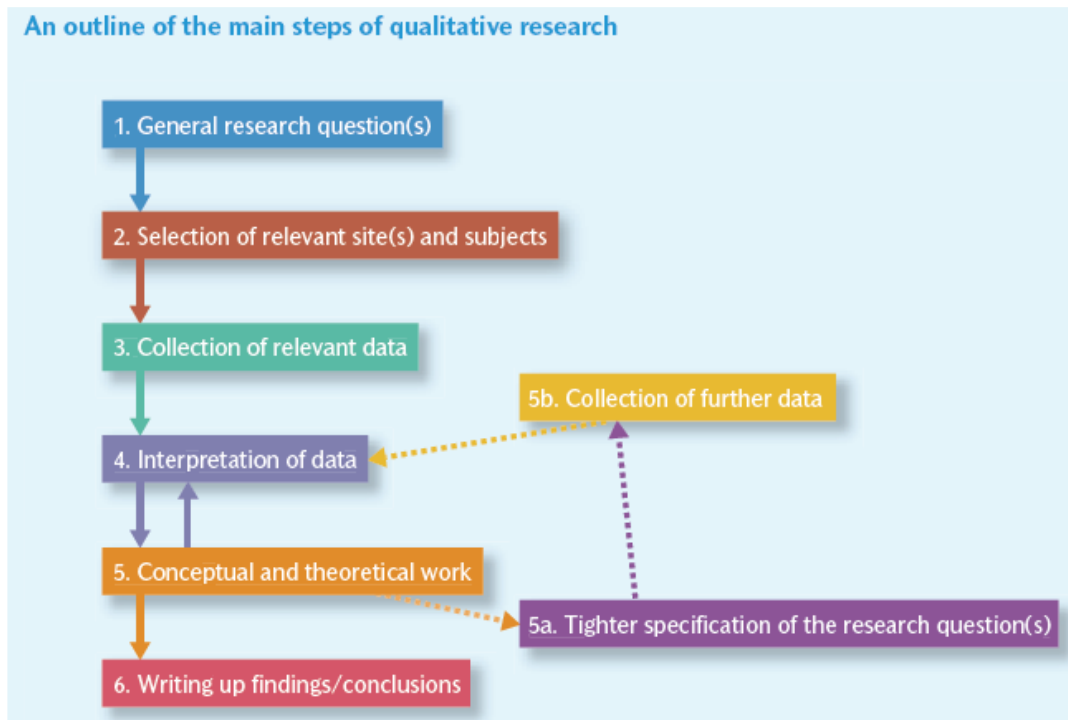 An outline of the main steps of qualitative research
1. General research question(s)
2. Selection of relevant site(s) and subjects
3. Collection of relevant data
5b. Collection of further data
4. Interpretation of data
5. Conceptual and theoretical work
5a. Tighter specification of the research question(s)
6. Writing up findings/conclusions